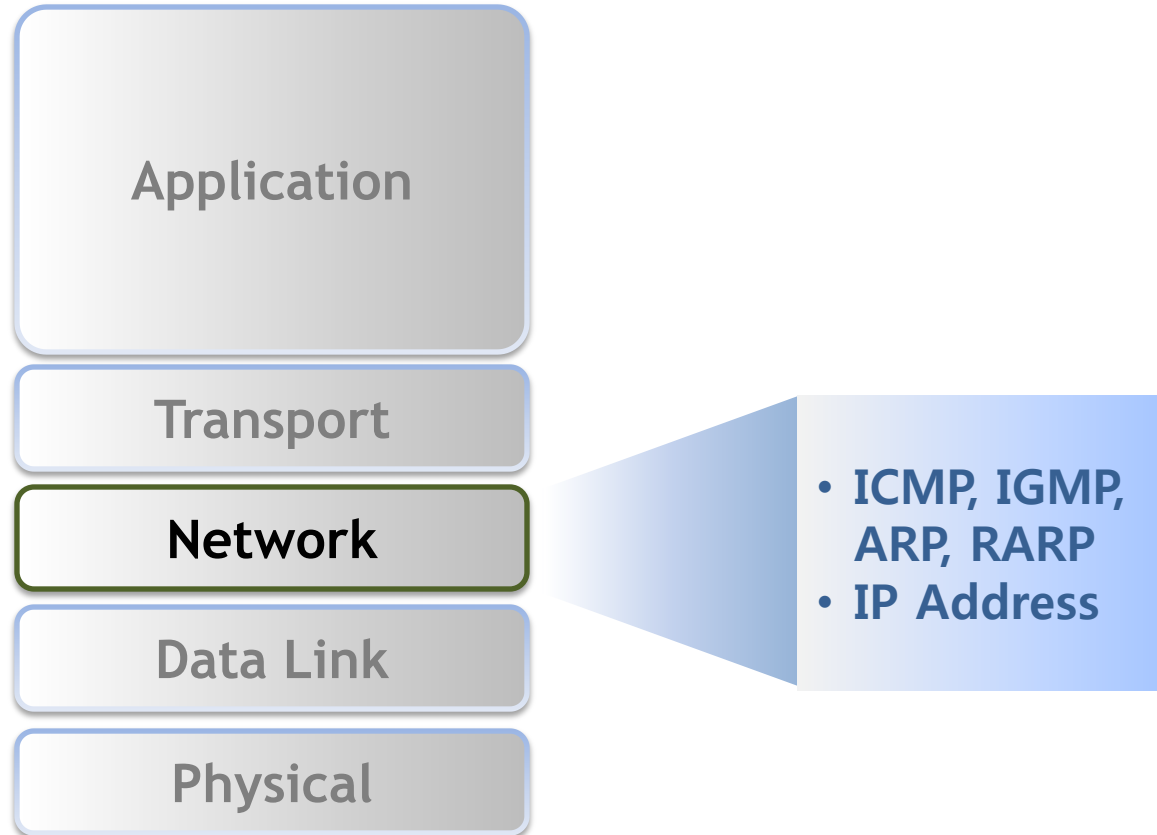 Application
Transport
Network
Data Link
Physical
• ICMP, IGMP,
ARP, RARP
• IP Address